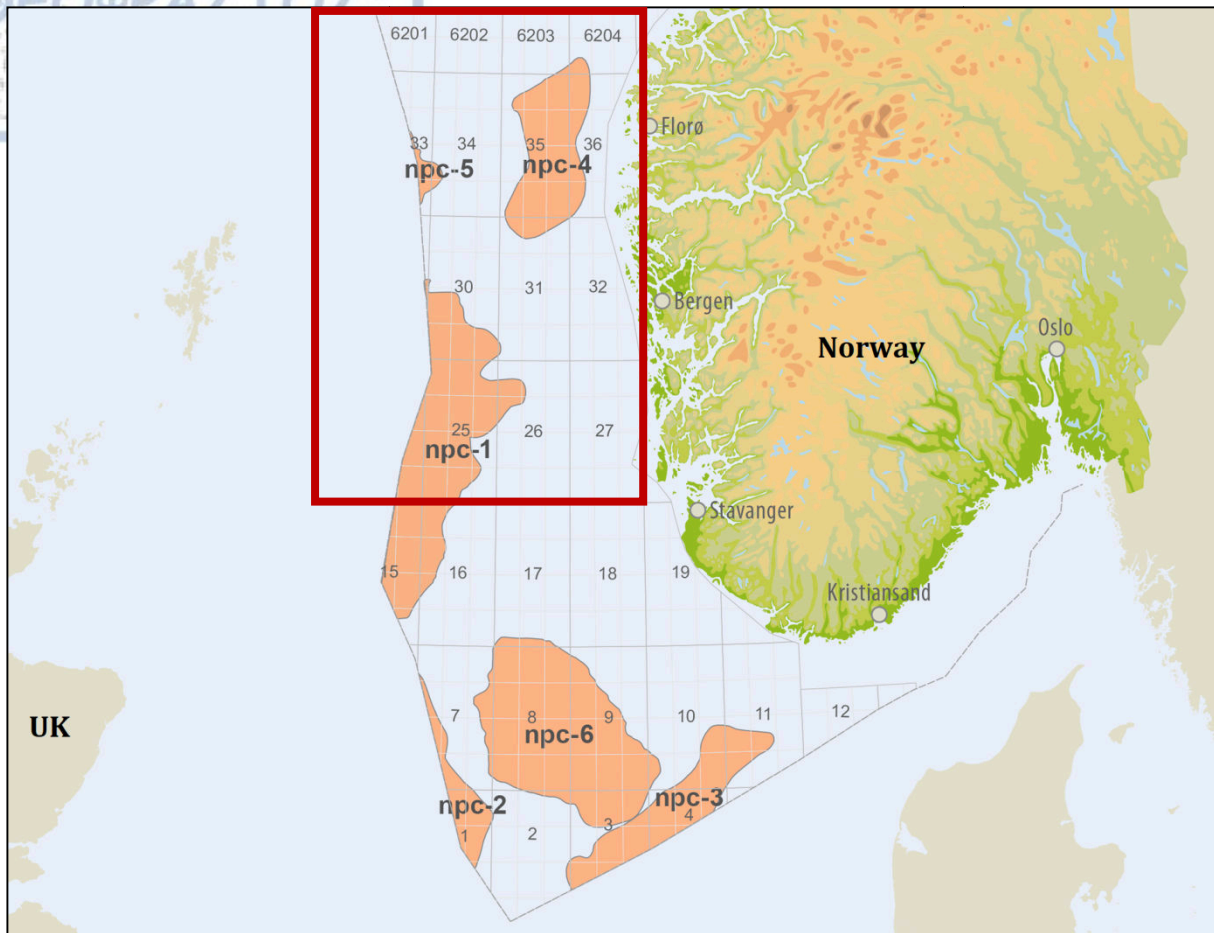 6201 6202 6203 6204
Florø
33 34 35 36
npc-5 npc-4
30 31 32
Bergen
Oslo
Norway
25 26 27
npc-1
Stavanger
15 16 17 18 19
Kristiansand
7 8 9 10 11 12
UK
npc-6
npc-2 npc-3
1 2 3 4